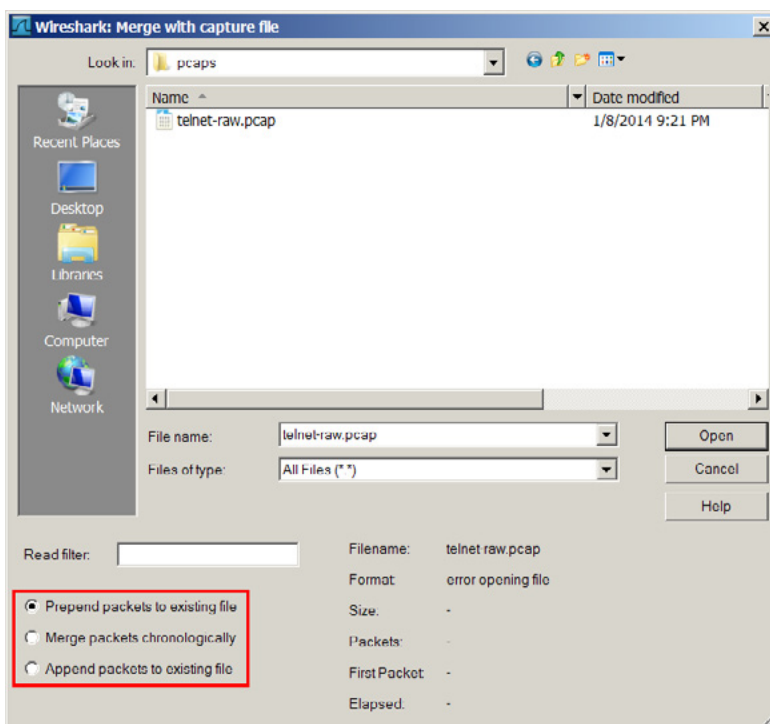 Wireshark: Merge with capture file
Look in:
pcaps
Name
Date modified
telnet-raw.pcap
1/8/2014 9:21 PM
Recent Places
Desktop
Libraries
Computer
Network
File name:
telnet-raw.pcap
Open
Files of type:
All Files (*.*)
Cancel
Help
Read filter:
Filename:
telnet raw.pcap
Format
error opening file
Prepend packets to existing file
Size.
-
Merge packets chronologically
Packets:
-
Append packets to existing file
First Packet
-
Elapsed.
-